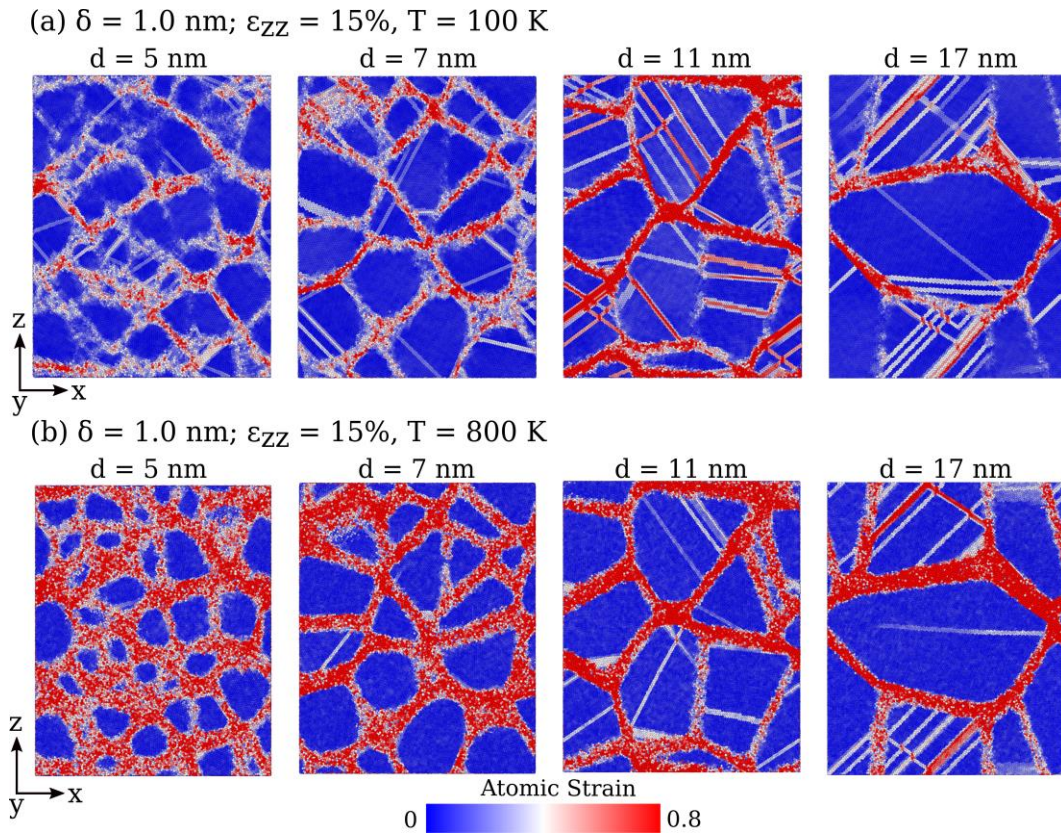 (a) δ = 1.0 nm; εzz = 15%, T = 100 K
d = 5 nm d = 7 nm d = 11 nm d = 17 nm
z
y x
(b) δ = 1.0 nm; εzz = 15%, T = 800 K
d = 5 nm d = 7 nm d = 11 nm d = 17 nm
z
y x
Atomic Strain
0 0.8